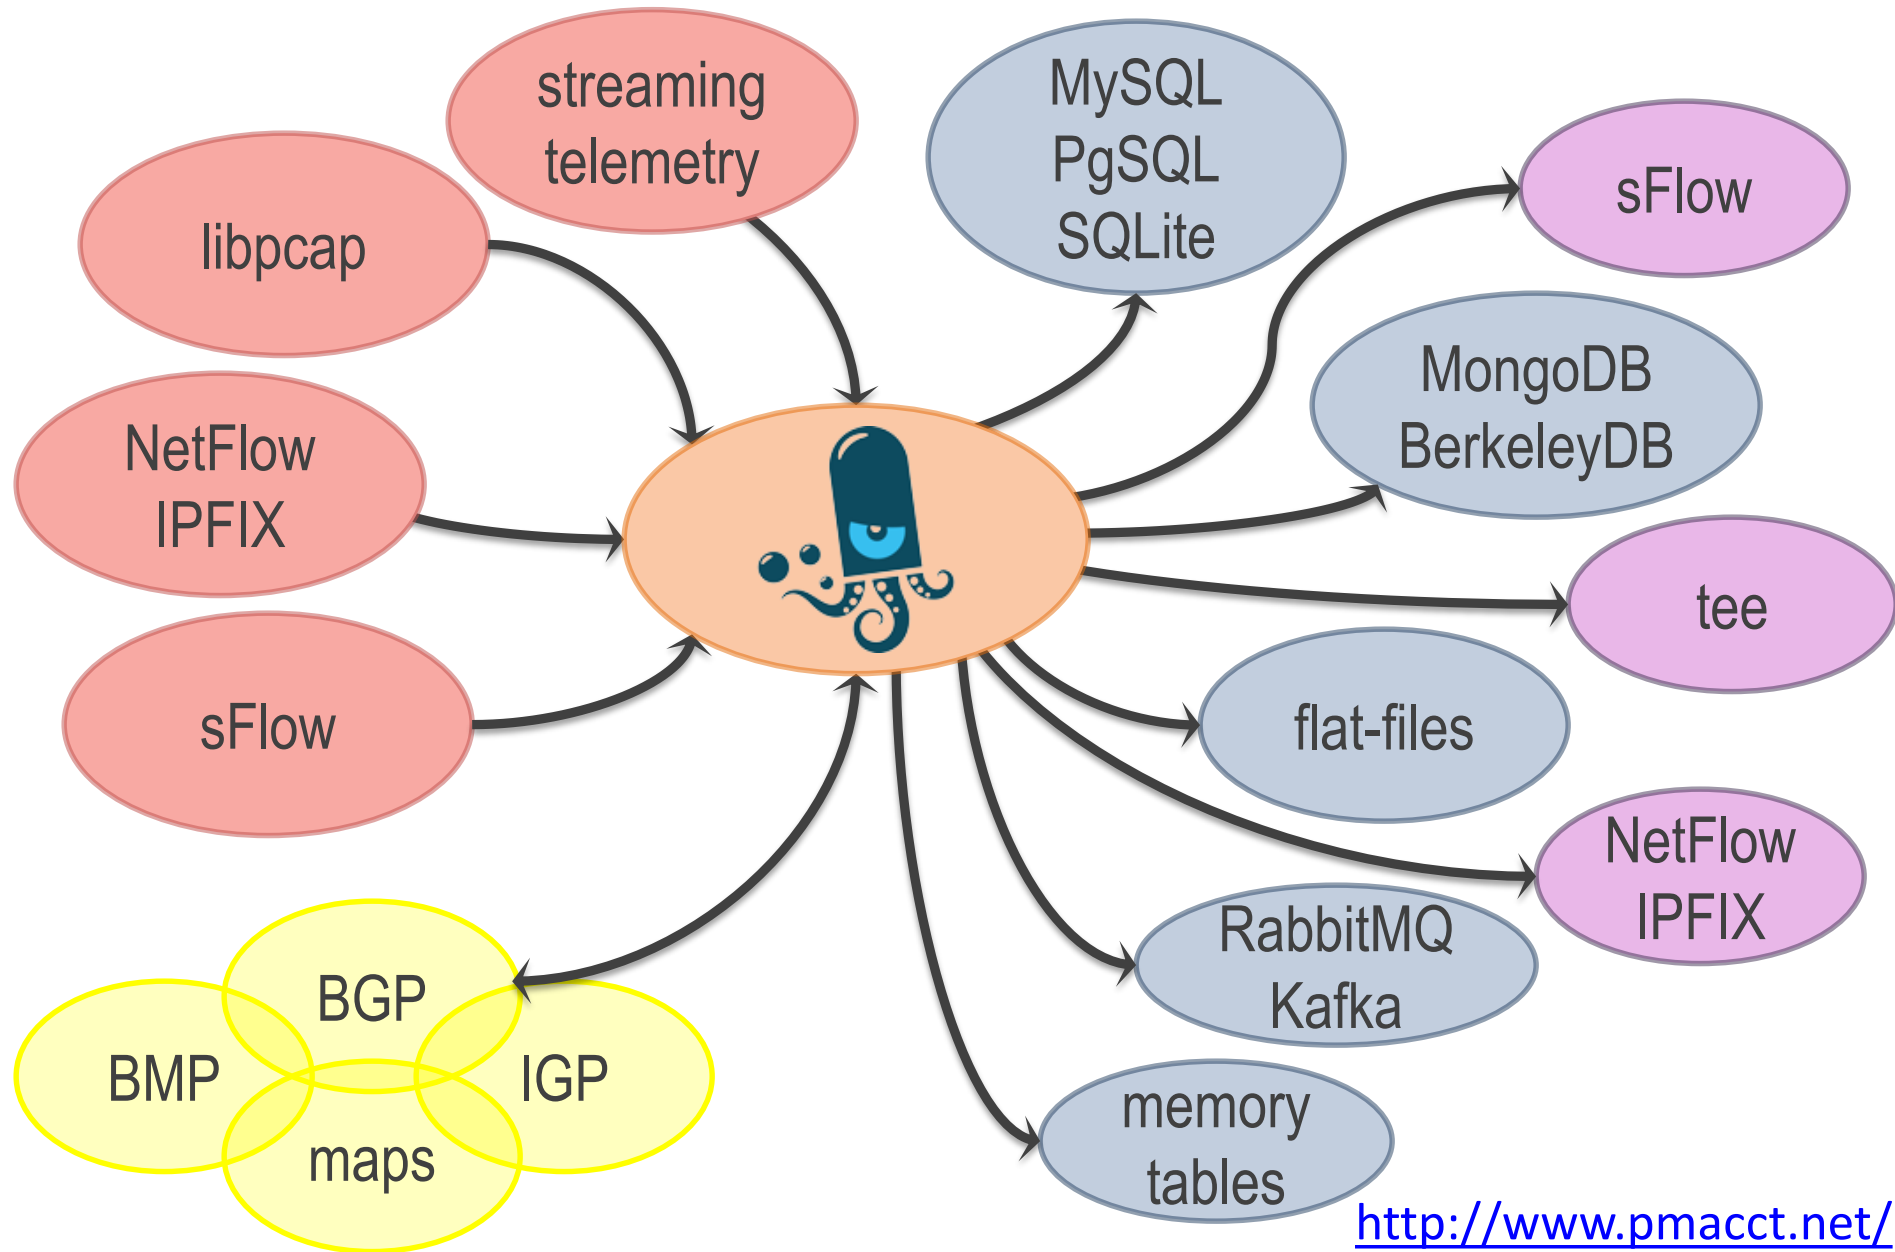 streaming
telemetry
libpcap
NetFlow
IPFIX
sFlow
BGP
BMP
IGP
maps
MySQL
PgSQL
SQLite
sFlow
MongoDB
BerkeleyDB
tee
flat-files
NetFlow
IPFIX
RabbitMQ
Kafka
memory
tables
http://www.pmacct.net/